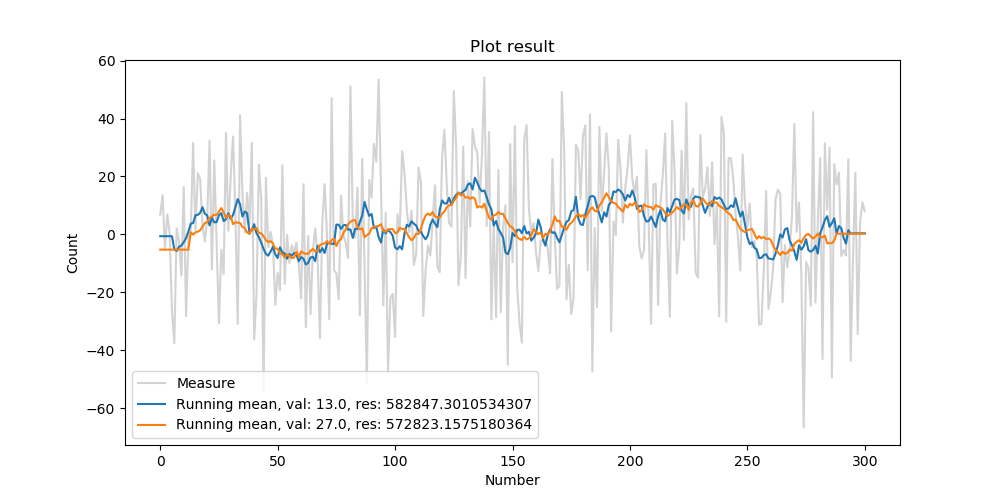 Plot result
60
40
20
0
−20
−40
−60
Count
Measure
Running mean, val: 13.0, res: 582847.3010534307
Running mean, val: 27.0, res: 572823.1575180364
0 50 100 150 200 250 300
Number